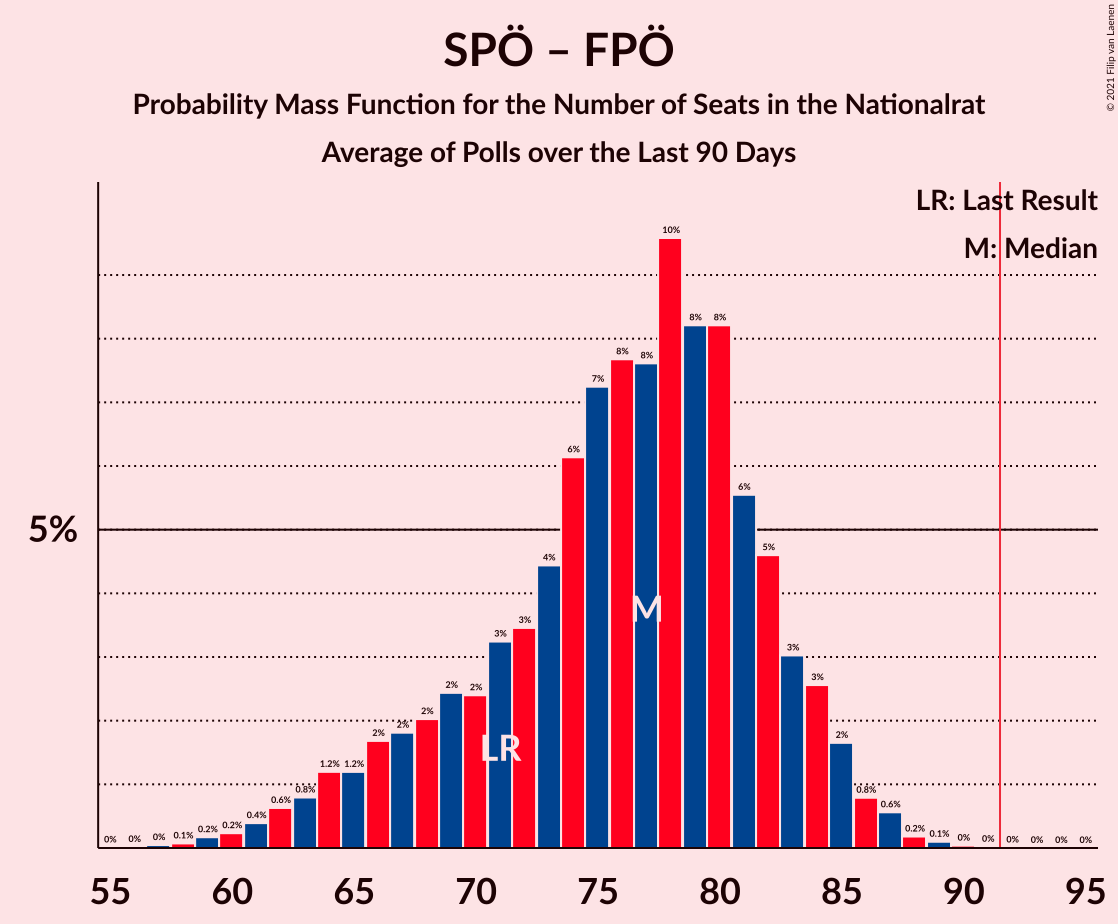 SPÖ – FPÖ
Probability Mass Function for the Number of Seats in the Nationalrat
Average of Polls over the Last 90 Days
© 2021 Filip van Laenen
LR: Last Result
M: Median
5%
0% 0% 0% 0.1% 0.2% 0.2% 0.4% 0.6% 0.8% 1.2% 1.2% 2% 2% 2% 2% 2% 3% 3% 4% 6% 7% 8% 8% 10% 8% 8% 6% 5% 3% 3% 2% 0.8% 0.6% 0.2% 0.1% 0% 0% 0% 0% 0% 0%
M
LR
55 60 65 70 75 80 85 90 95